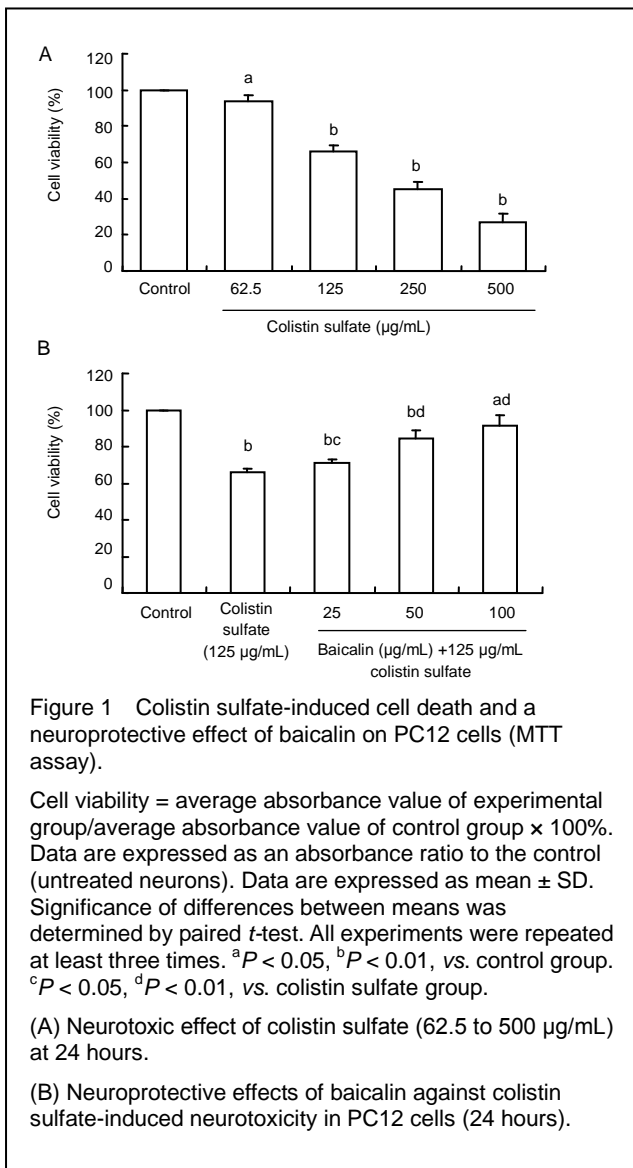 A
Cell viability (%)
120
100
80
60
40
20
0
a
b
b
b
Control 62.5 125 250 500
Colistin sulfate (µg/mL)
B
Cell viability (%)
120
100
80
60
40
20
0
b
bc
bd
ad
Control
Colistin
sulfate
(125 µg/mL)
25 50 100
Baicalin (µg/mL) +125 µg/mL
colistin sulfate
Figure 1 Colistin sulfate-induced cell death and a
neuroprotective effect of baicalin on PC12 cells (MTT
assay).
Cell viability = average absorbance value of experimental
group/average absorbance value of control group × 100%.
Data are expressed as an absorbance ratio to the control
(untreated neurons). Data are expressed as mean ± SD.
Significance of differences between means was
determined by paired t-test. All experiments were repeated
at least three times. ᵃP < 0.05, ᵇP < 0.01, vs. control group.
ᶜP < 0.05, ᵈP < 0.01, vs. colistin sulfate group.
(A) Neurotoxic effect of colistin sulfate (62.5 to 500 µg/mL)
at 24 hours.
(B) Neuroprotective effects of baicalin against colistin
sulfate-induced neurotoxicity in PC12 cells (24 hours).